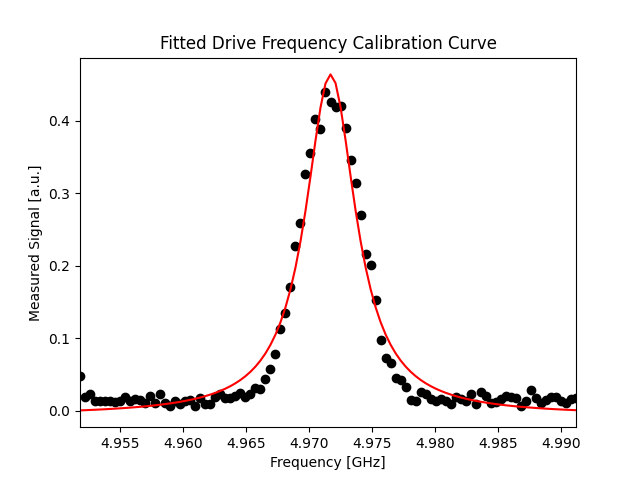 Fitted Drive Frequency Calibration Curve
Measured Signal [a.u.]
0.4
0.3
0.2
0.1
0.0
4.955 4.960 4.965 4.970 4.975 4.980 4.985 4.990
Frequency [GHz]